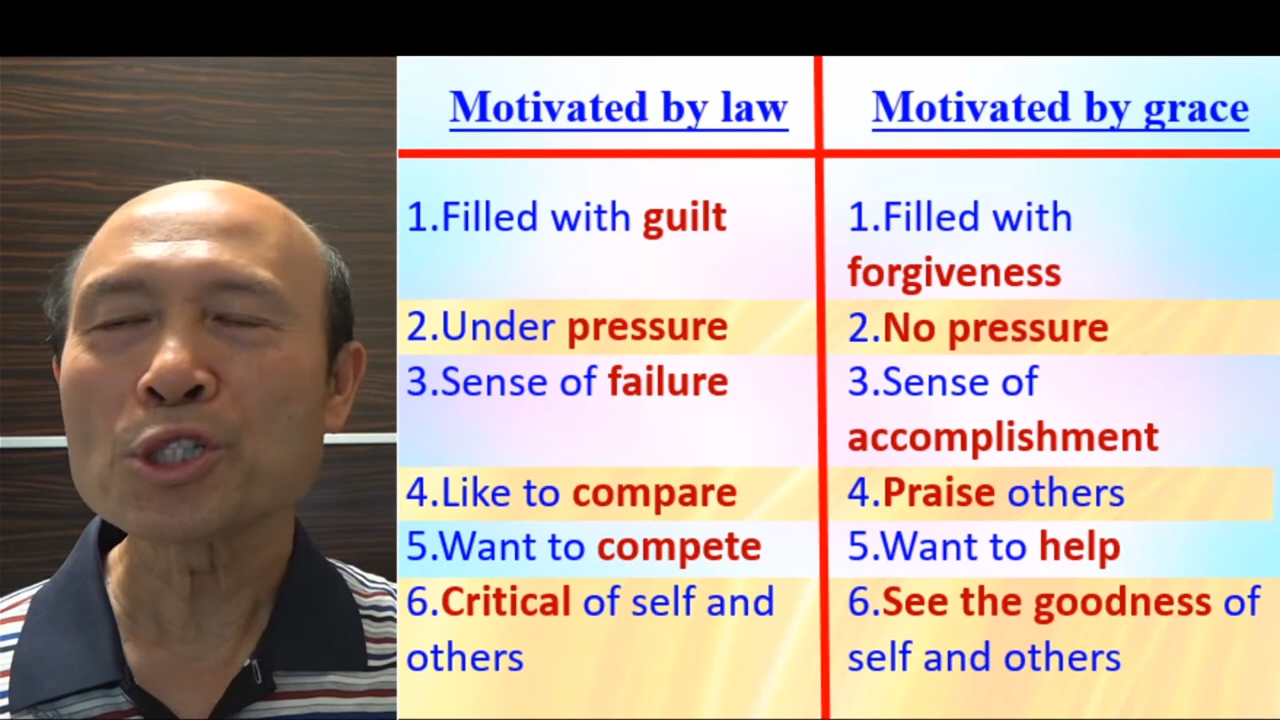 Motivated by law
1.Filled with guilt
2.Under pressure
3.Sense of failure
4.Like to compare
5.Want to compete
6.Critical of self and
others
Motivated by grace
1.Filled with
forgiveness
2.No pressure
3.Sense of
accomplishment
4.Praise others
5.Want to help
6.See the goodness of
self and others